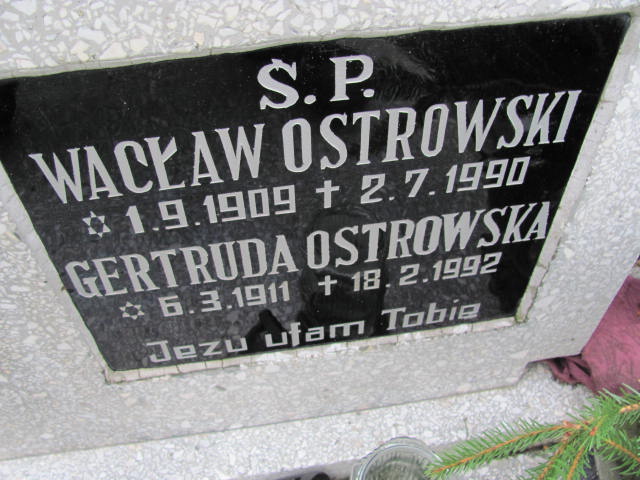 S. P.
WACŁAW OSTROWSKI
✡ 1.9.1909 ✝ 2.7.1990
GERTRUDA OSTROWSKA
✡ 6.3.1911 ✝ 18.2.1992
Jezu ufam Tobie